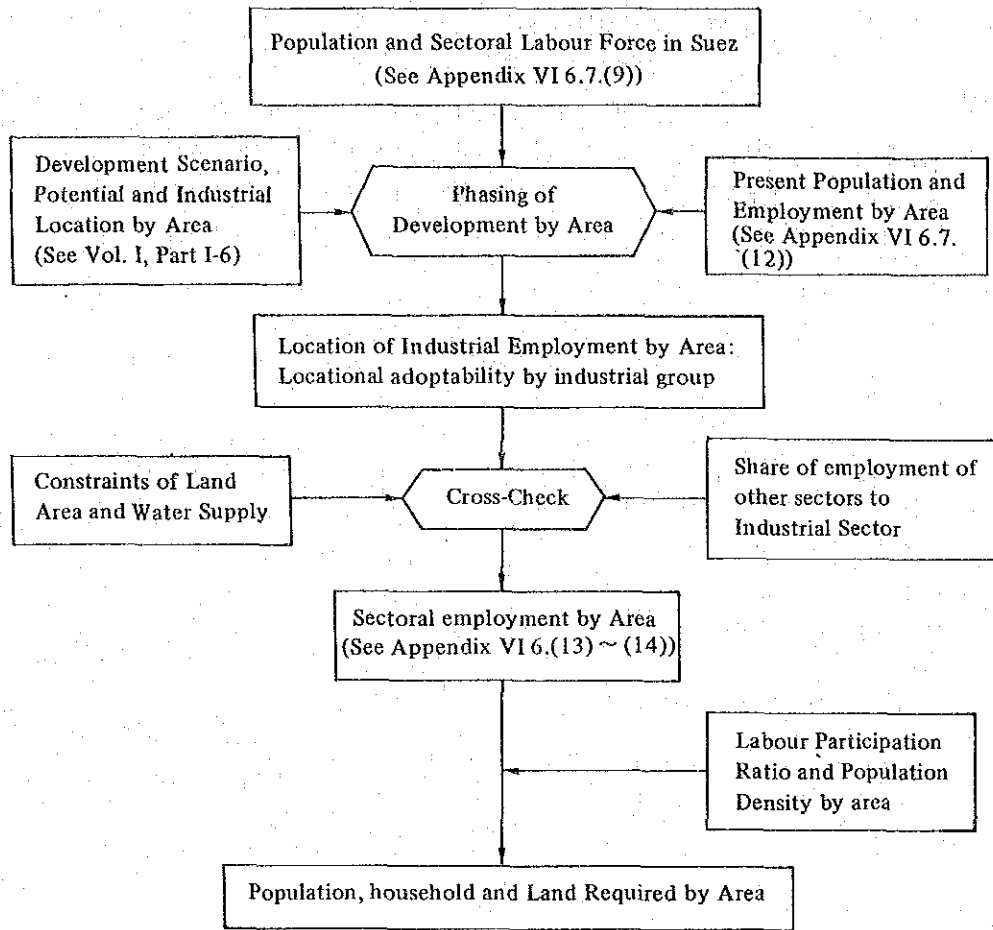 Population and Sectoral Labour Force in Suez
(See Appendix VI 6.7.(9))
Development Scenario,
Potential and Industrial
Location by Area
(See Vol. I, Part I-6)
Phasing of
Development by Area
Present Population and
Employment by Area
(See Appendix VI 6.7.
(12))
Location of Industrial Employment by Area:
Locational adoptability by industrial group
Constraints of Land
Area and Water Supply
Cross-Check
Share of employment of
other sectors to
Industrial Sector
Sectoral employment by Area
(See Appendix VI 6.(13) ~ (14))
Labour Participation
Ratio and Population
Density by area
Population, household and Land Required by Area